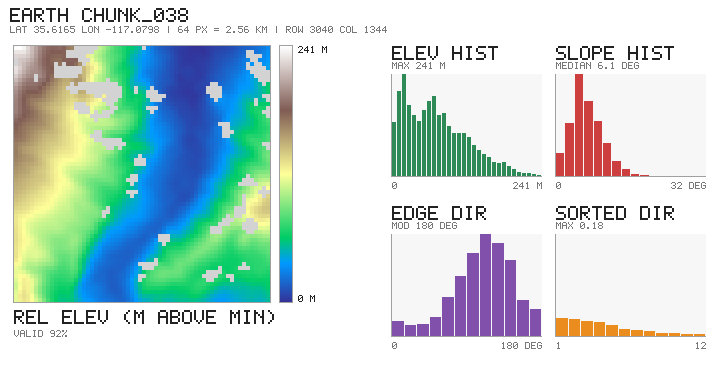 EARTH CHUNK_038
LAT 35.6165 LON -117.0798 | 64 PX = 2.56 KM | ROW 3040 COL 1344
241 M
0 M
REL ELEV (M ABOVE MIN)
VALID 92%
ELEV HIST
MAX 241 M
0 241 M
SLOPE HIST
MEDIAN 6.1 DEG
0 32 DEG
EDGE DIR
MOD 180 DEG
0 180 DEG
SORTED DIR
MAX 0.18
1 12